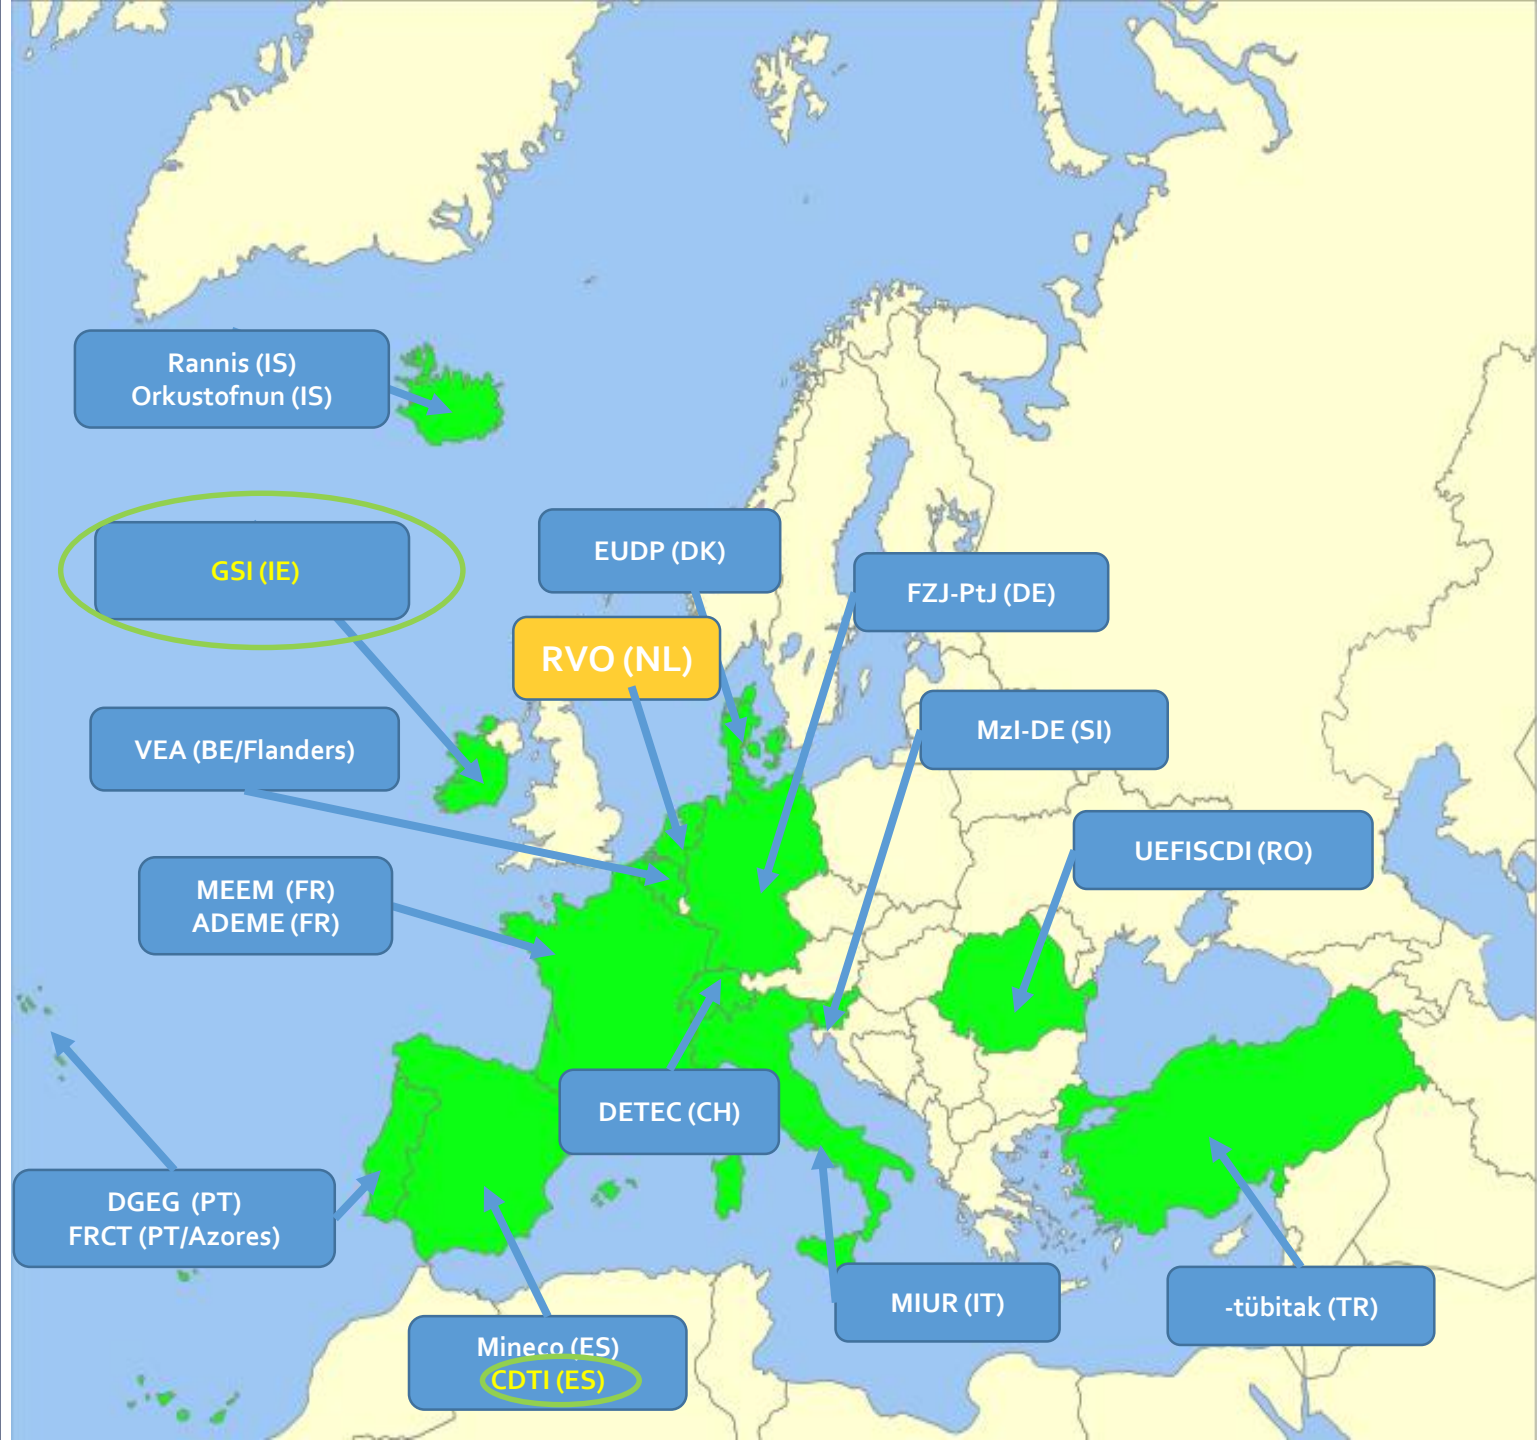 Rannis (IS)
Orkustofnun (IS)
GSI (IE)
EUDP (DK)
FZJ-PtJ (DE)
RVO (NL)
VEA (BE/Flanders)
MzI-DE (SI)
UEFISCDI (RO)
MEEM (FR)
ADEME (FR)
DETEC (CH)
DGEG (PT)
FRCT (PT/Azores)
MIUR (IT)
-tübitak (TR)
Mineco (ES)
CDTI (ES)